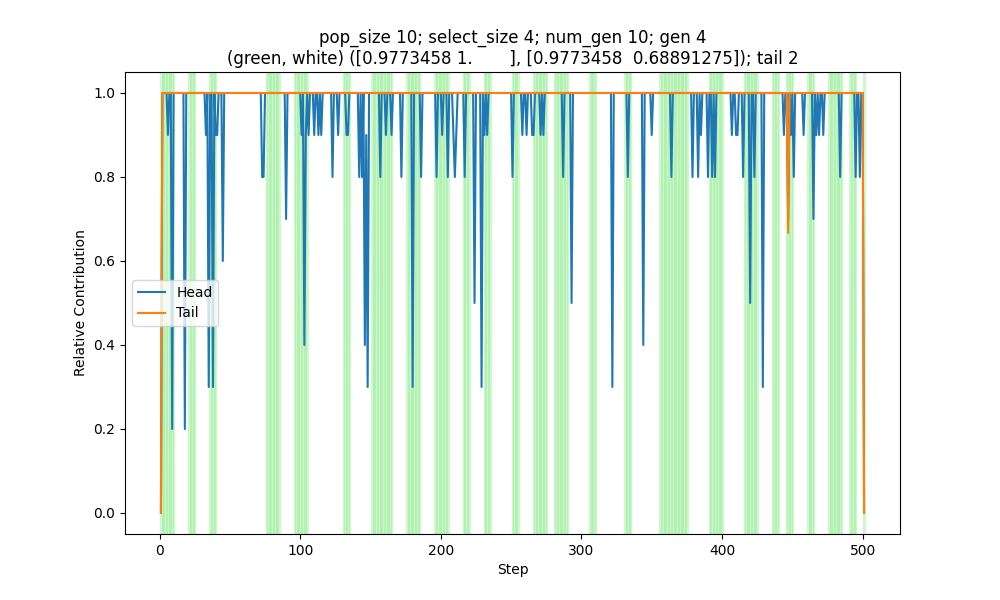 pop_size 10; select_size 4; num_gen 10; gen 4
(green, white) ([0.9773458 1.       ], [0.9773458  0.68891275]); tail 2
Relative Contribution
1.0
0.8
0.6
0.4
0.2
0.0
Head
Tail
0 100 200 300 400 500
Step